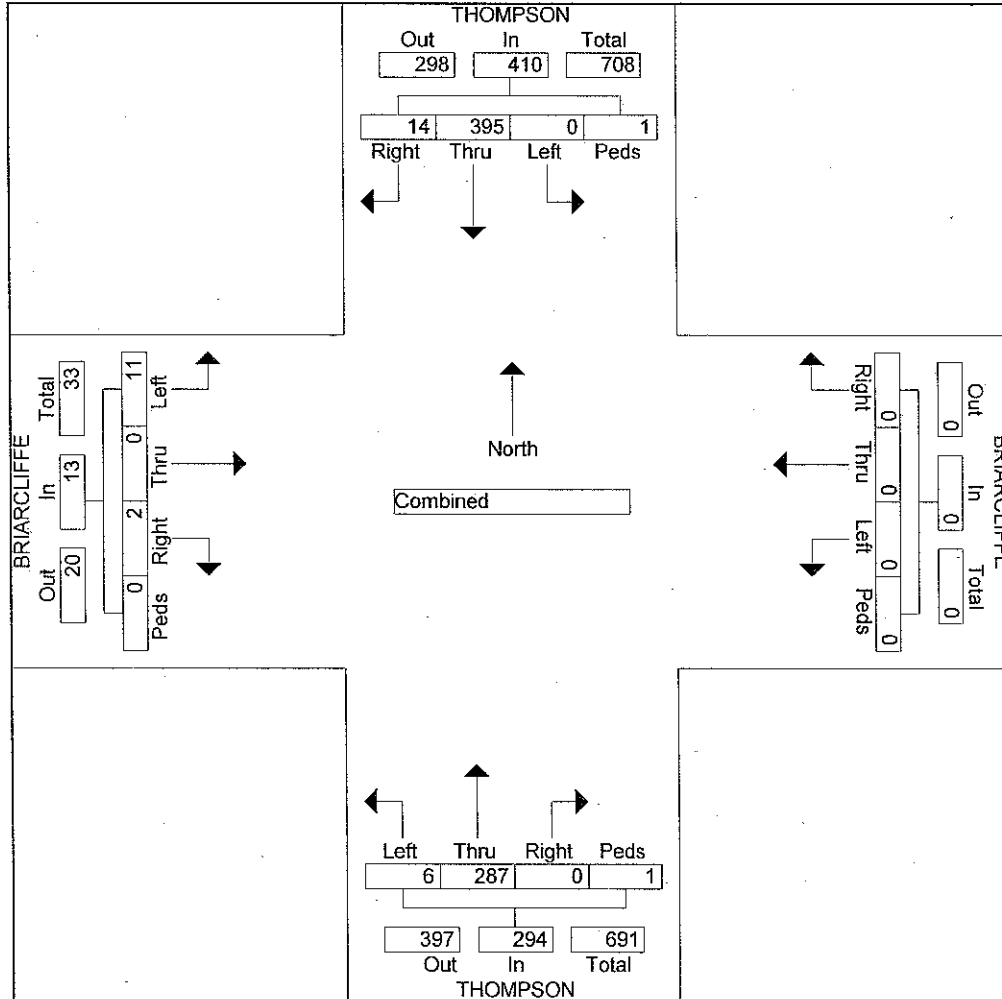 THOMPSON
Out In Total
298 410 708
14 395 0 1
Right Thru Left Peds
BRIARCLIFFE
Total In Out
33 13 20
11 0 2 0
Left Thru Right Peds
North
Combined
Right Thru Left Peds
0 0 0 0
Out In Total
0 0 0
BRIARCLIFFE
Left Thru Right Peds
6 287 0 1
397 294 691
Out In Total
THOMPSON